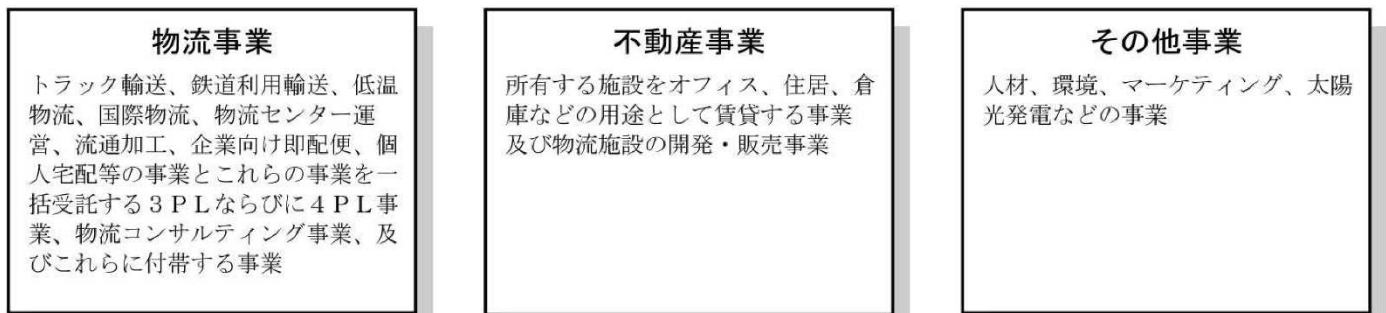 物流事業
トラック輸送、鉄道利用輸送、低温
物流、国際物流、物流センター運
営、流通加工、企業向け即配便、個
人宅配等の事業とこれらの事業を一
括受託する3PLならびに4PL事
業、物流コンサルティング事業、及
びこれらに付帯する事業
不動産事業
所有する施設をオフィス、住居、倉
庫などの用途として賃貸する事業
及び物流施設の開発・販売事業
その他事業
人材、環境、マーケティング、太陽
光発電などの事業